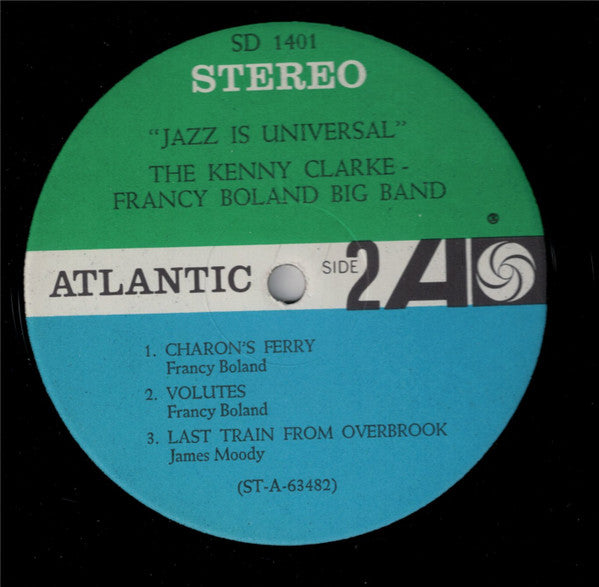 SD 1401
STEREO
"JAZZ IS UNIVERSAL"
THE KENNY CLARKE -
FRANCY BOLAND BIG BAND
ATLANTIC
SIDE 2
A
1. CHARON'S FERRY
Francy Boland
2. VOLUTES
Francy Boland
3. LAST TRAIN FROM OVERBROOK
James Moody
(ST-A-63482)